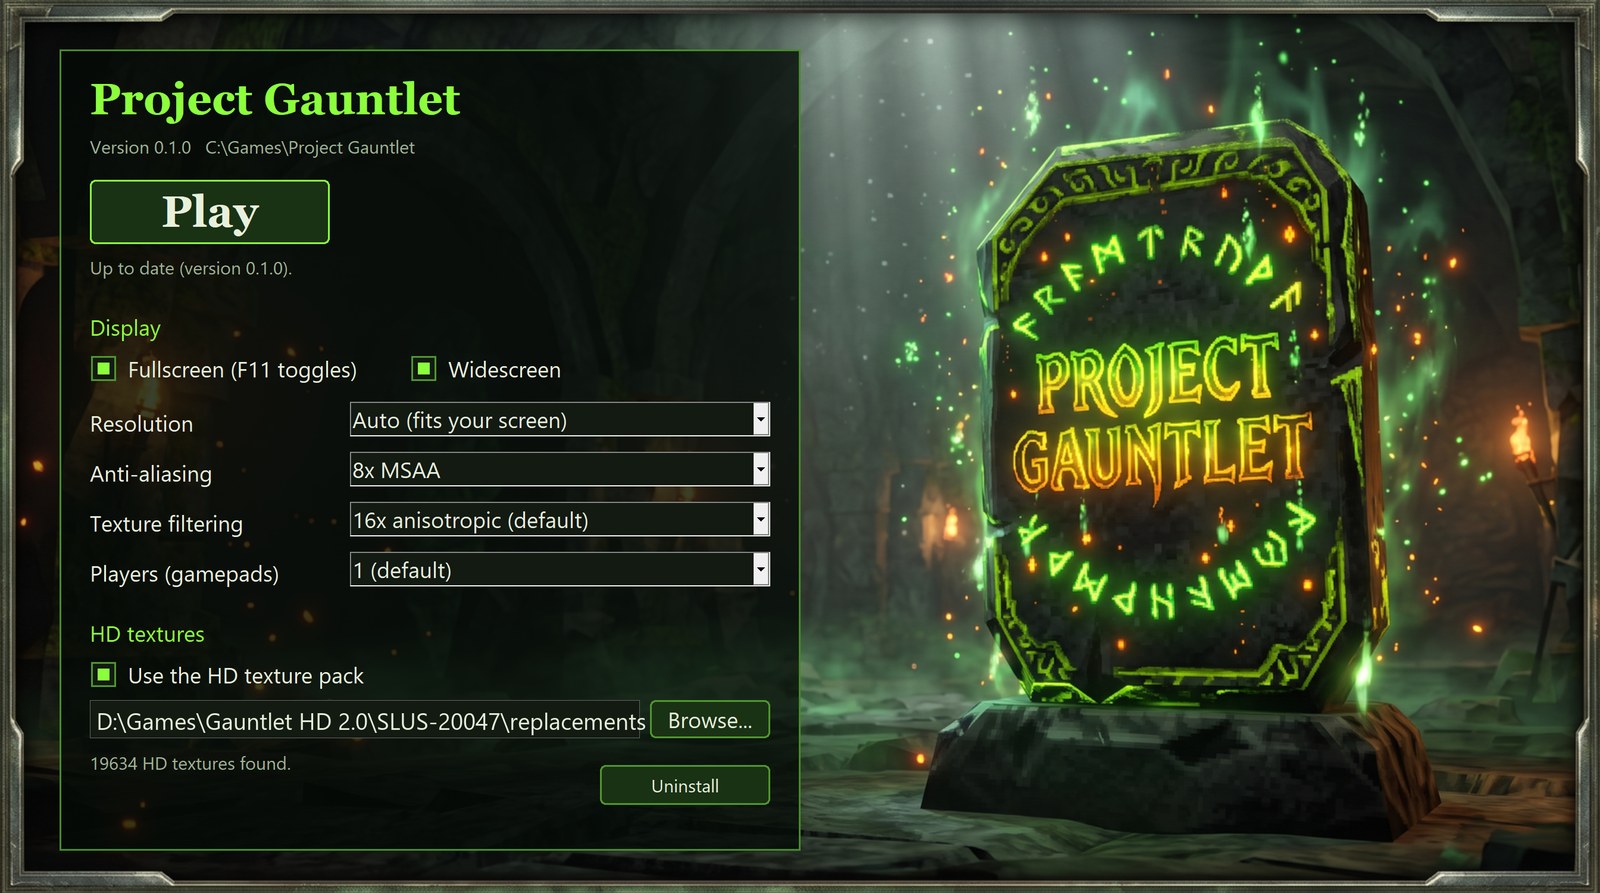 Project Gauntlet
Version 0.1.0 C:\Games\Project Gauntlet
Play
Up to date (version 0.1.0).
Display
Fullscreen (F11 toggles) Widescreen
Resolution Auto (fits your screen)
Anti-aliasing 8x MSAA
Texture filtering 16x anisotropic (default)
Players (gamepads) 1 (default)
HD textures
Use the HD texture pack
D:\Games\Gauntlet HD 2.0\SLUS-20047\replacements Browse...
19634 HD textures found.
Uninstall
PROJECT
GAUNTLET